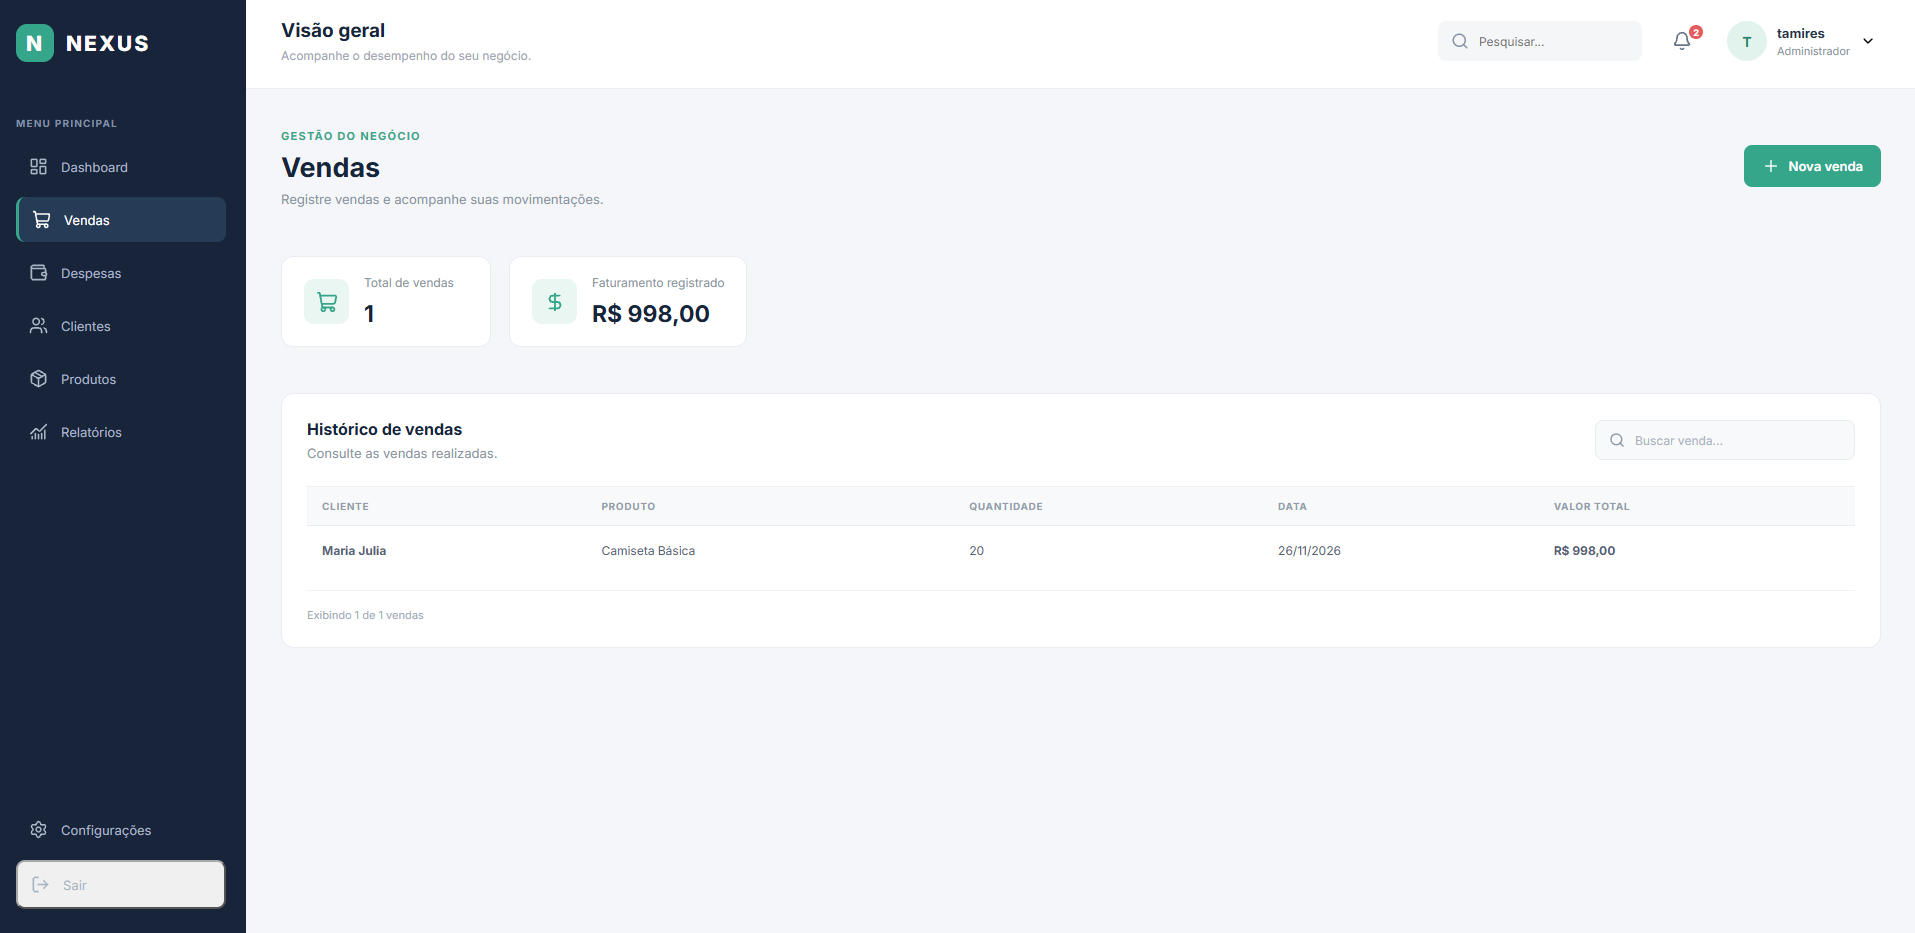 N NEXUS
MENU PRINCIPAL
Dashboard
Vendas
Despesas
Clientes
Produtos
Relatórios
Configurações
Sair
Visão geral
Acompanhe o desempenho do seu negócio.
Pesquisar...
2
T
tamires
Administrador
GESTÃO DO NEGÓCIO
Vendas
Registre vendas e acompanhe suas movimentações.
Nova venda
Total de vendas
1
Faturamento registrado
R$ 998,00
Histórico de vendas
Consulte as vendas realizadas.
Buscar venda...
CLIENTE PRODUTO QUANTIDADE DATA VALOR TOTAL
Maria Julia Camiseta Básica 20 26/11/2026 R$ 998,00
Exibindo 1 de 1 vendas